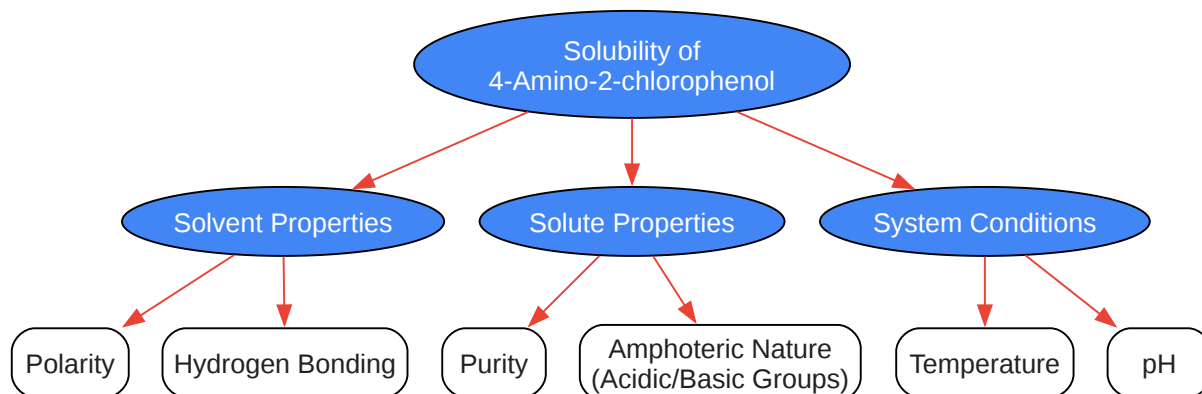 Solubility of
4-Amino-2-chlorophenol
Solvent Properties
Solute Properties
System Conditions
Polarity
Hydrogen Bonding
Purity
Amphoteric Nature
(Acidic/Basic Groups)
Temperature
pH